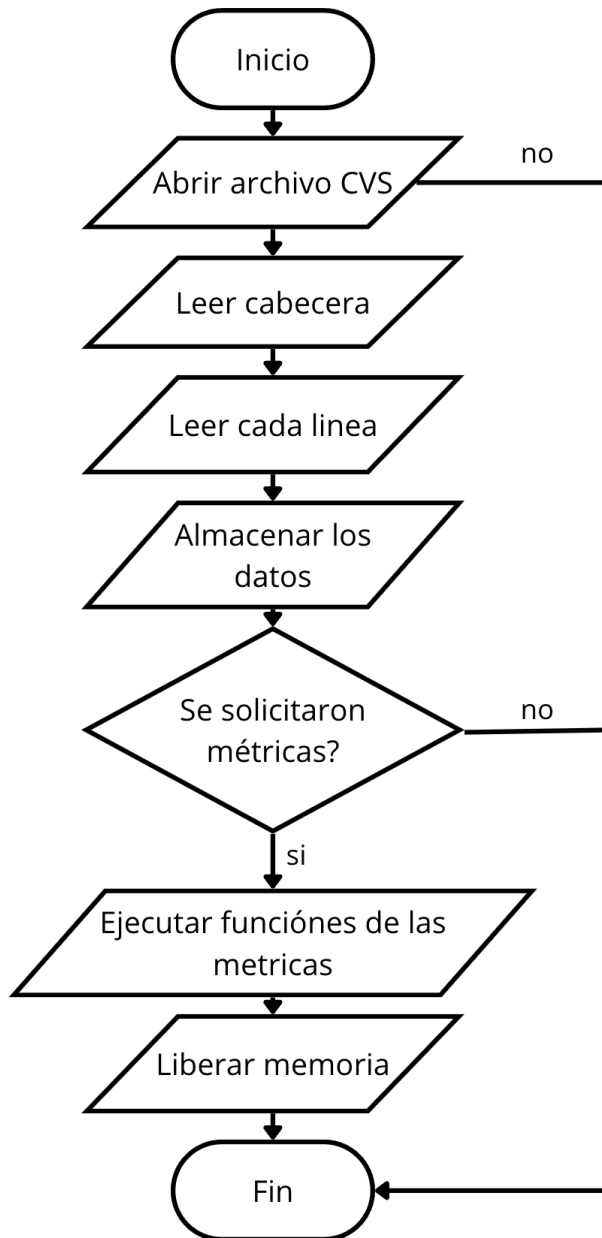 Inicio
no
Abrir archivo CVS
Leer cabecera
Leer cada linea
Almacenar los
datos
Se solicitaron
métricas?
no
si
Ejecutar funciónes de las
metricas
Liberar memoria
Fin